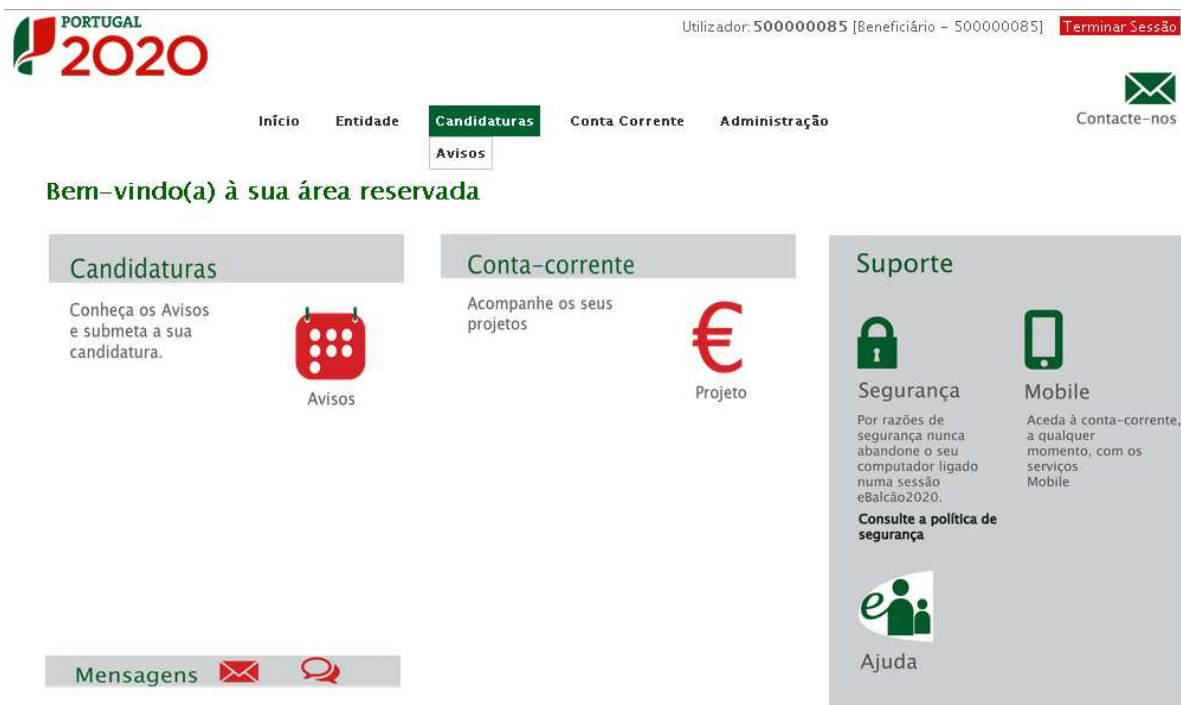 PORTUGAL
2020
Utilizador: 500000085 [Beneficiário - 500000085] Terminar Sessão
Contacte-nos
Início Entidade Candidaturas Conta Corrente Administração
Avisos
Bem-vindo(a) à sua área reservada
Candidaturas
Conheça os Avisos
e submeta a sua
candidatura.
Avisos
Conta-corrente
Acompanhe os seus
projetos
Projeto
Suporte
Segurança
Por razões de
segurança nunca
abandone o seu
computador ligado
numa sessão
eBalcão2020.
Consulte a política de
segurança
Mobile
Aceda à conta-corrente,
a qualquer
momento, com os
serviços
Mobile
e
Ajuda
Mensagens